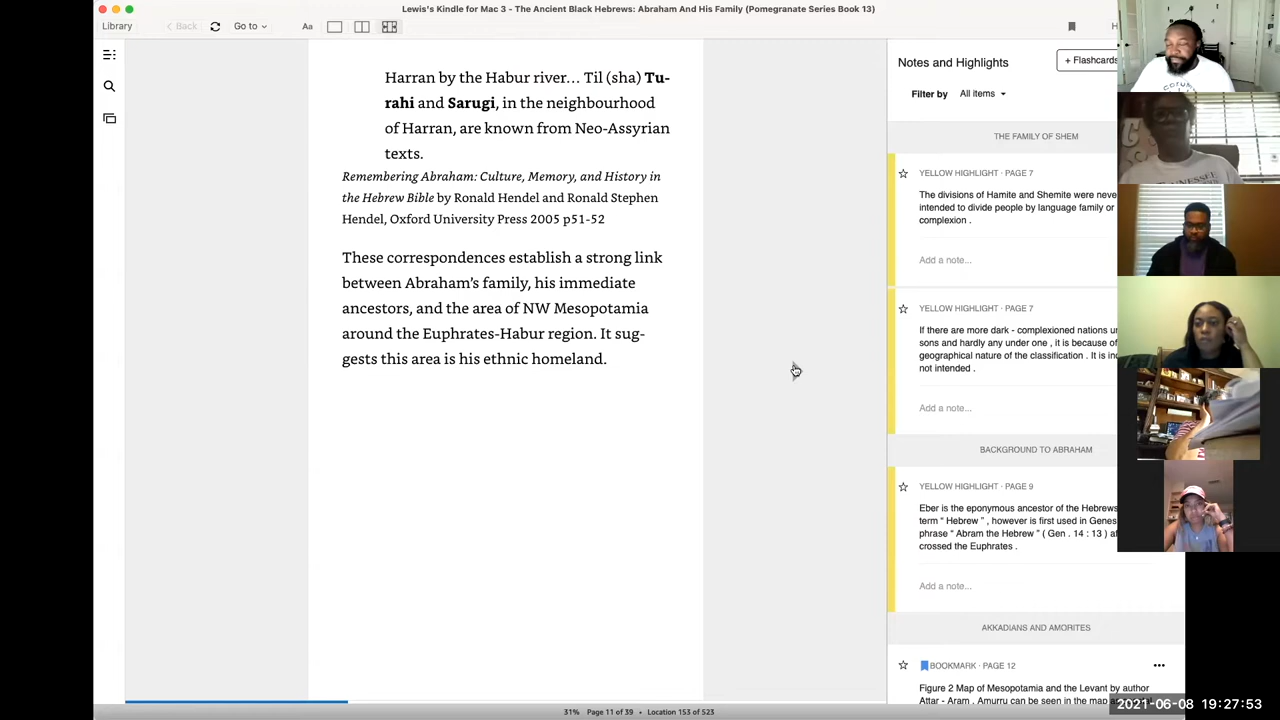 Lewis's Kindle for Mac 3 - The Ancient Black Hebrews: Abraham And His Family (Pomegranate Series Book 13)
Library
Back
Go to
Aa
Harran by the Habur river… Til (sha) Tu-
rahi and Sarugi, in the neighbourhood
of Harran, are known from Neo-Assyrian
texts.
Remembering Abraham: Culture, Memory, and History in
the Hebrew Bible by Ronald Hendel and Ronald Stephen
Hendel, Oxford University Press 2005 p51-52
These correspondences establish a strong link
between Abraham's family, his immediate
ancestors, and the area of NW Mesopotamia
around the Euphrates-Habur region. It sug-
gests this area is his ethnic homeland.
31% Page 11 of 39 • Location 153 of 523
Notes and Highlights
+ Flashcards
Filter by All items
THE FAMILY OF SHEM
YELLOW HIGHLIGHT · PAGE 7
The divisions of Hamite and Shemite were neve
intended to divide people by language family or
complexion .
Add a note...
YELLOW HIGHLIGHT · PAGE 7
If there are more dark - complexioned nations un
sons and hardly any under one , it is because of
geographical nature of the classification . It is inc
not intended .
Add a note...
BACKGROUND TO ABRAHAM
YELLOW HIGHLIGHT · PAGE 9
Eber is the eponymous ancestor of the Hebrews
term “ Hebrew ” , however is first used in Genes
phrase “ Abram the Hebrew ” ( Gen . 14 : 13 ) af
crossed the Euphrates .
Add a note...
AKKADIANS AND AMORITES
BOOKMARK · PAGE 12
Figure 2 Map of Mesopotamia and the Levant by author
2021-06-08 19:27:53